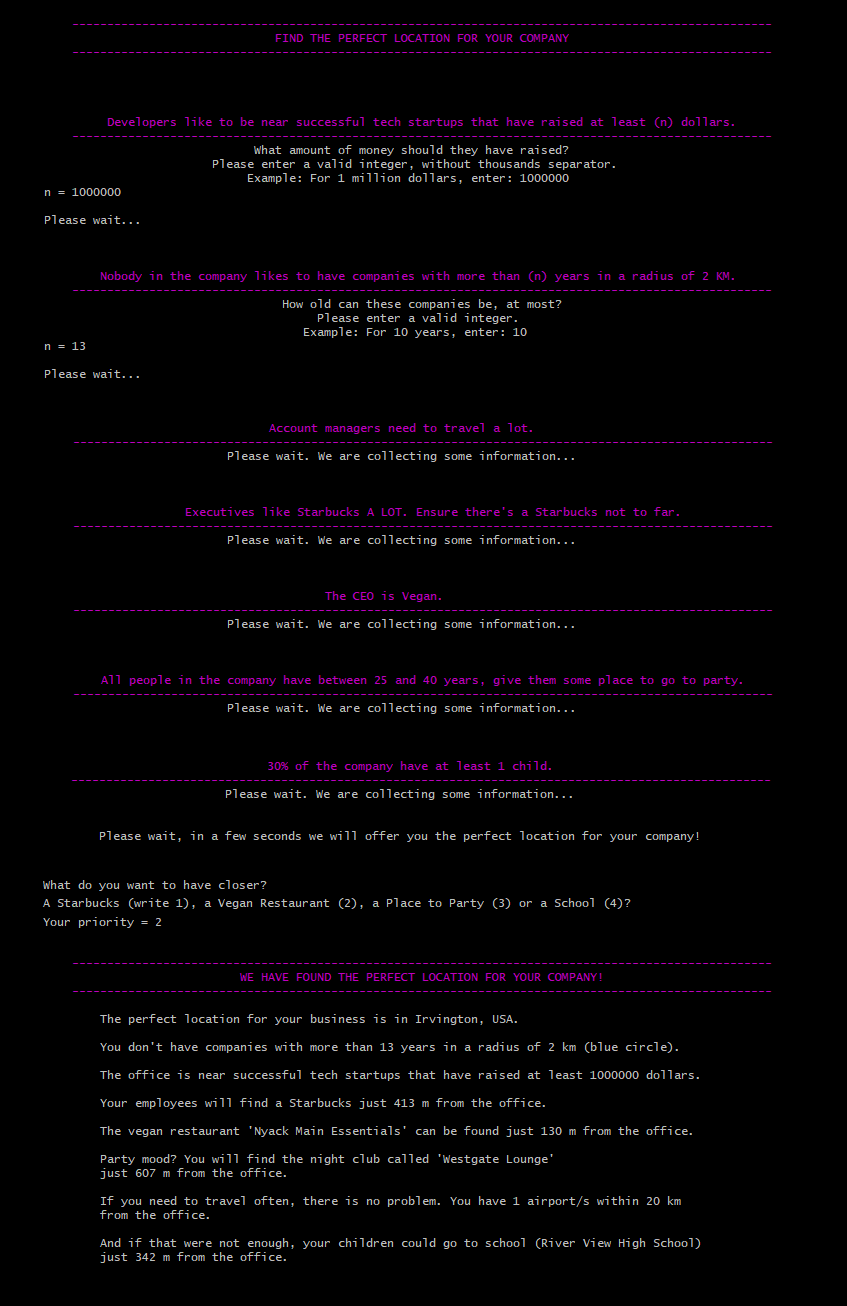 FIND THE PERFECT LOCATION FOR YOUR COMPANY
Developers like to be near successful tech startups that have raised at least (n) dollars.
What amount of money should they have raised?
Please enter a valid integer, without thousands separator.
Example: For 1 million dollars, enter: 1000000
n = 1000000
Please wait...
Nobody in the company likes to have companies with more than (n) years in a radius of 2 KM.
How old can these companies be, at most?
Please enter a valid integer.
Example: For 10 years, enter: 10
n = 13
Please wait...
Account managers need to travel a lot.
Please wait. We are collecting some information...
Executives like Starbucks A LOT. Ensure there's a Starbucks not to far.
Please wait. We are collecting some information...
The CEO is Vegan.
Please wait. We are collecting some information...
All people in the company have between 25 and 40 years, give them some place to go to party.
Please wait. We are collecting some information...
30% of the company have at least 1 child.
Please wait. We are collecting some information...
Please wait, in a few seconds we will offer you the perfect location for your company!
What do you want to have closer?
A Starbucks (write 1), a Vegan Restaurant (2), a Place to Party (3) or a School (4)?
Your priority = 2
WE HAVE FOUND THE PERFECT LOCATION FOR YOUR COMPANY!
The perfect location for your business is in Irvington, USA.
You don't have companies with more than 13 years in a radius of 2 km (blue circle).
The office is near successful tech startups that have raised at least 1000000 dollars.
Your employees will find a Starbucks just 413 m from the office.
The vegan restaurant 'Nyack Main Essentials' can be found just 130 m from the office.
Party mood? You will find the night club called 'Westgate Lounge'
just 607 m from the office.
If you need to travel often, there is no problem. You have 1 airport/s within 20 km
from the office.
And if that were not enough, your children could go to school (River View High School)
just 342 m from the office.